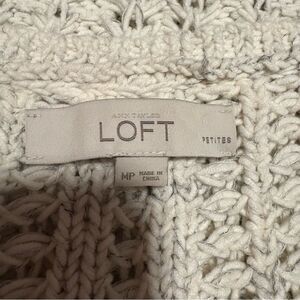 ANN TAYLOR
LOFT
PETITES
MP MADE IN
CHINA